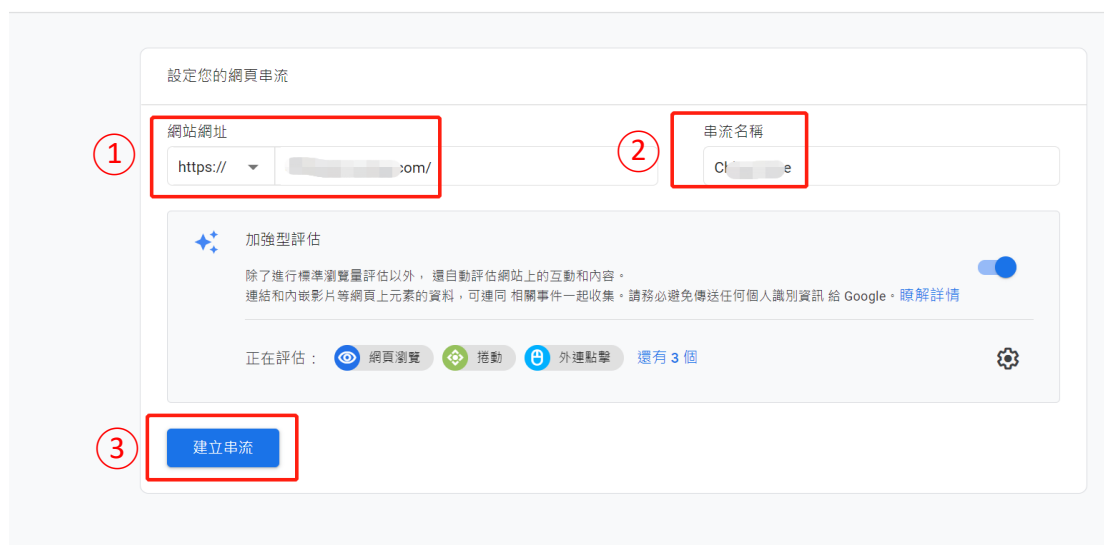 設定您的網頁串流
網站網址
串流名稱
1
https://
.com/
2
加強型評估
除了進行標準瀏覽量評估以外， 還自動評估網站上的互動和內容。
連結和內嵌影片等網頁上元素的資料，可連同 相關事件一起收集。請務必避免傳送任何個人識別資訊 給 Google。瞭解詳情
正在評估： 網頁瀏覽 捲動 外連點擊 還有 3 個
3
建立串流